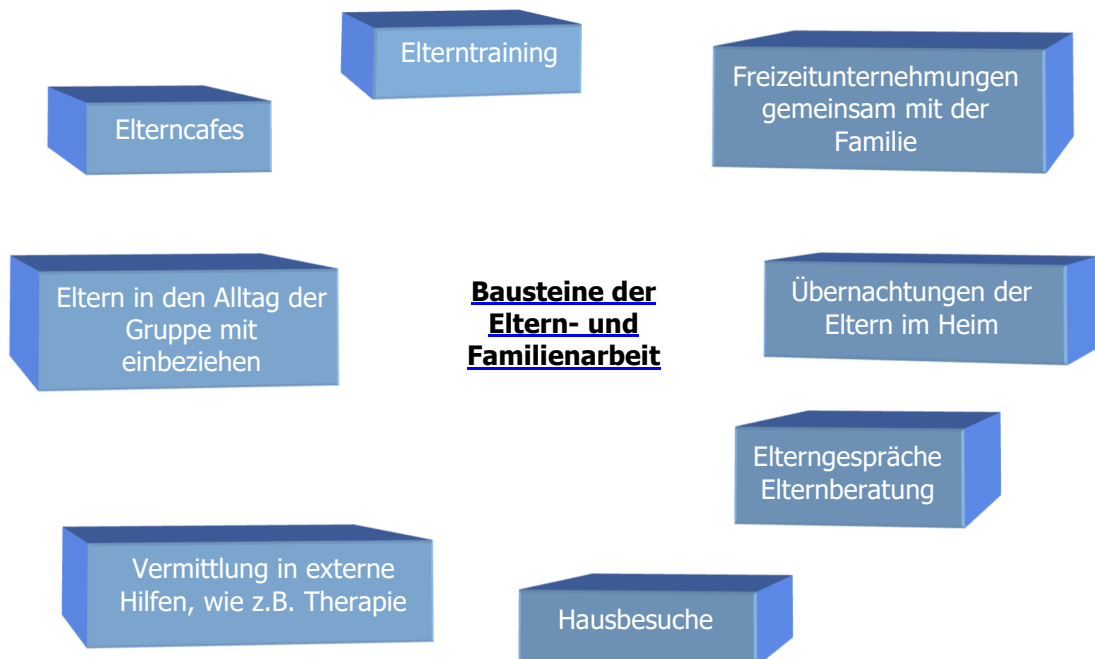 Elterntraining
Freizeitunternehmungen
gemeinsam mit der
Familie
Elterncafes
Eltern in den Alltag der
Gruppe mit
einbeziehen
Bausteine der
Eltern- und
Familienarbeit
Übernachtungen der
Eltern im Heim
Elterngespräche
Elternberatung
Vermittlung in externe
Hilfen, wie z.B. Therapie
Hausbesuche